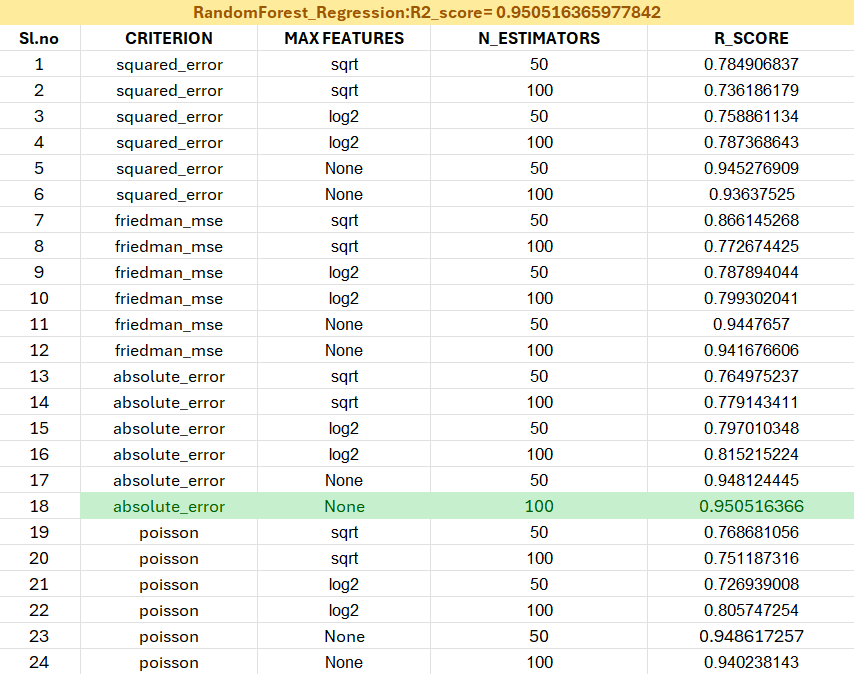 RandomForest_Regression:R2_score= 0.950516365977842
Sl.no CRITERION MAX FEATURES N_ESTIMATORS R_SCORE
1 squared_error sqrt 50 0.784906837
2 squared_error sqrt 100 0.736186179
3 squared_error log2 50 0.758861134
4 squared_error log2 100 0.787368643
5 squared_error None 50 0.945276909
6 squared_error None 100 0.93637525
7 friedman_mse sqrt 50 0.866145268
8 friedman_mse sqrt 100 0.772674425
9 friedman_mse log2 50 0.787894044
10 friedman_mse log2 100 0.799302041
11 friedman_mse None 50 0.9447657
12 friedman_mse None 100 0.941676606
13 absolute_error sqrt 50 0.764975237
14 absolute_error sqrt 100 0.779143411
15 absolute_error log2 50 0.797010348
16 absolute_error log2 100 0.815215224
17 absolute_error None 50 0.948124445
18 absolute_error None 100 0.950516366
19 poisson sqrt 50 0.768681056
20 poisson sqrt 100 0.751187316
21 poisson log2 50 0.726939008
22 poisson log2 100 0.805747254
23 poisson None 50 0.948617257
24 poisson None 100 0.940238143